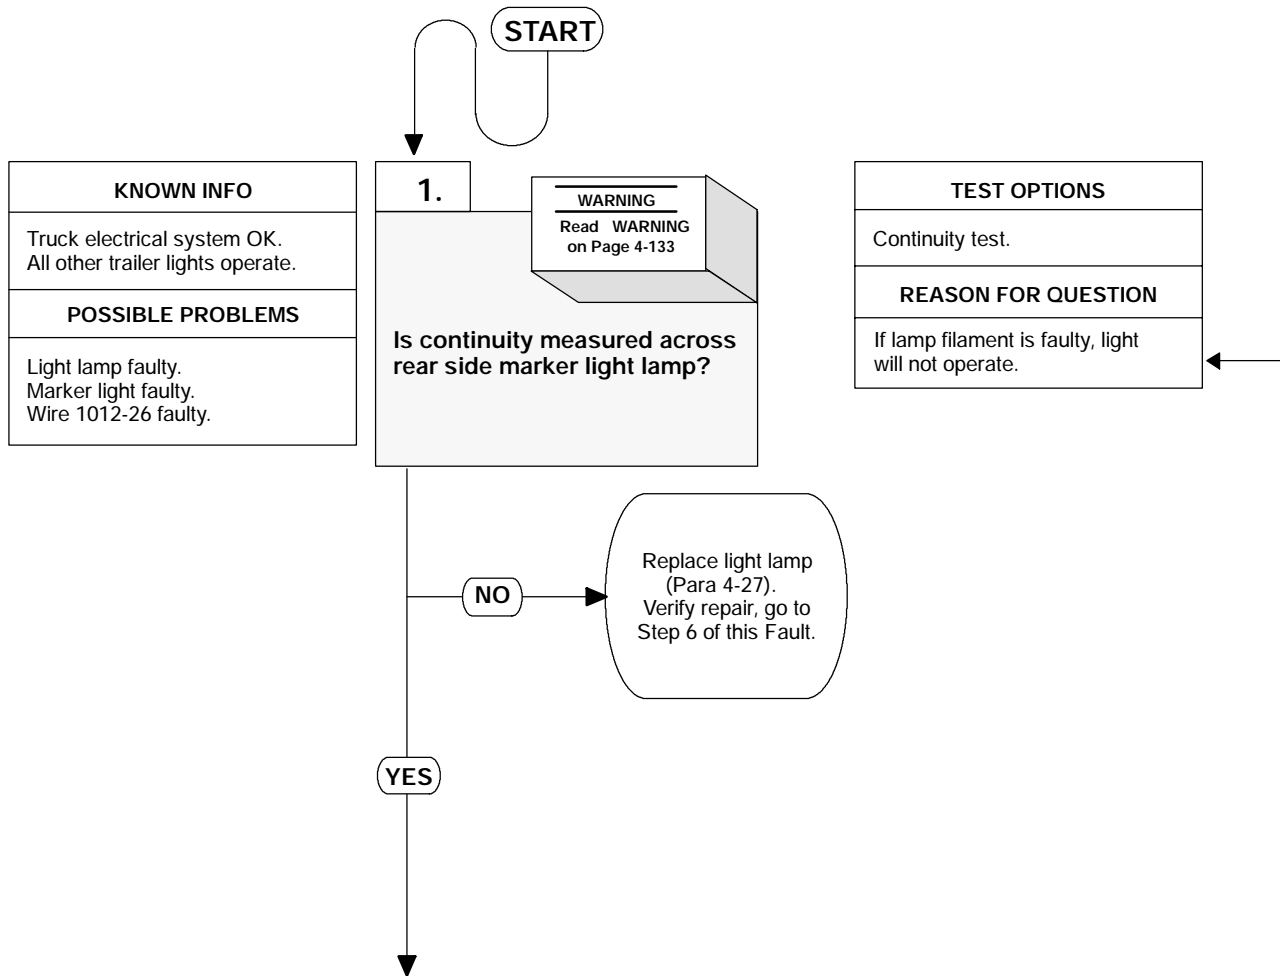 START
KNOWN INFO
Truck electrical system OK.
All other trailer lights operate.
POSSIBLE PROBLEMS
Light lamp faulty.
Marker light faulty.
Wire 1012-26 faulty.
1.
WARNING
Read WARNING
on Page 4-133
Is continuity measured across
rear side marker light lamp?
TEST OPTIONS
Continuity test.
REASON FOR QUESTION
If lamp filament is faulty, light
will not operate.
NO
Replace light lamp
(Para 4-27).
Verify repair, go to
Step 6 of this Fault.
YES